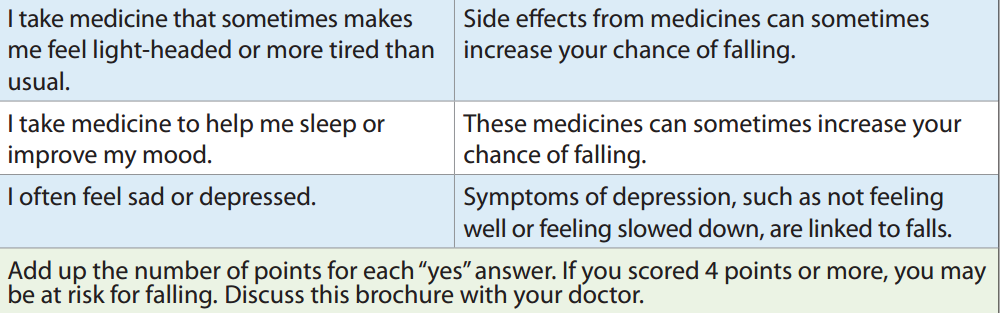 I take medicine that sometimes makes
me feel light-headed or more tired than
usual.
Side effects from medicines can sometimes
increase your chance of falling.
I take medicine to help me sleep or
improve my mood.
These medicines can sometimes increase your
chance of falling.
I often feel sad or depressed.
Symptoms of depression, such as not feeling
well or feeling slowed down, are linked to falls.
Add up the number of points for each “yes” answer. If you scored 4 points or more, you may
be at risk for falling. Discuss this brochure with your doctor.